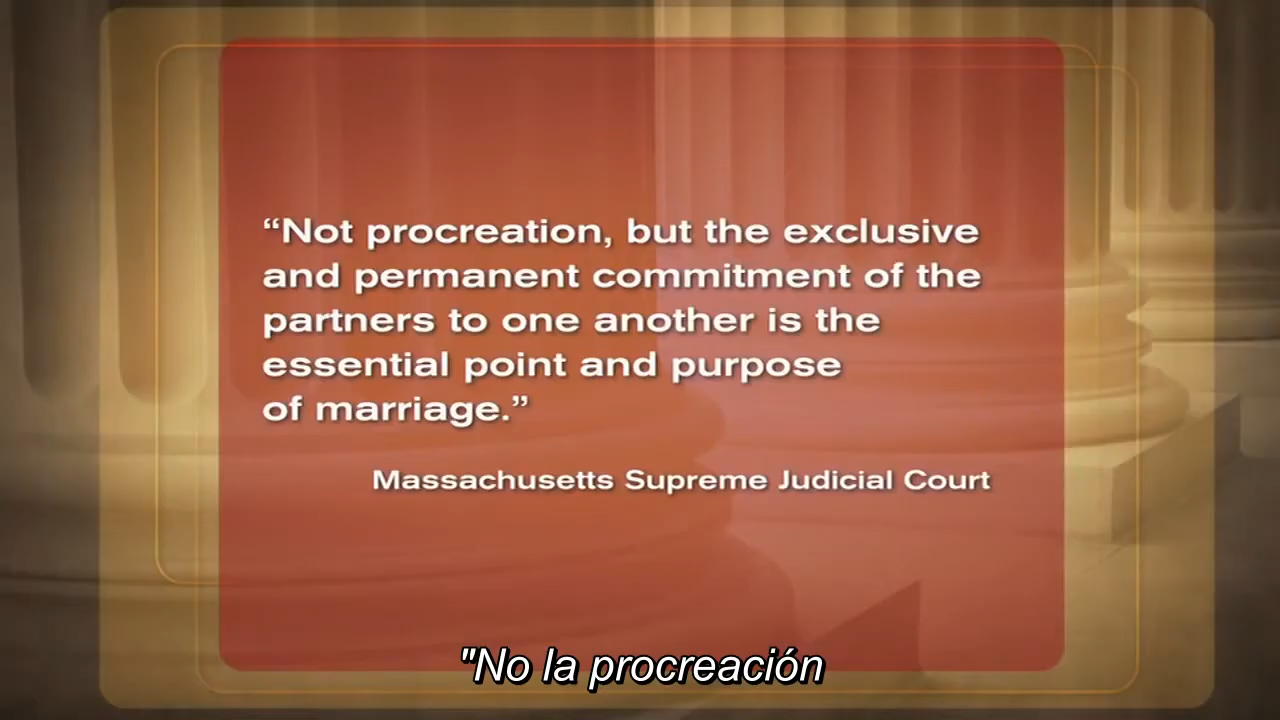 “Not procreation, but the exclusive
and permanent commitment of the
partners to one another is the
essential point and purpose
of marriage.”
Massachusetts Supreme Judicial Court
"No la procreación